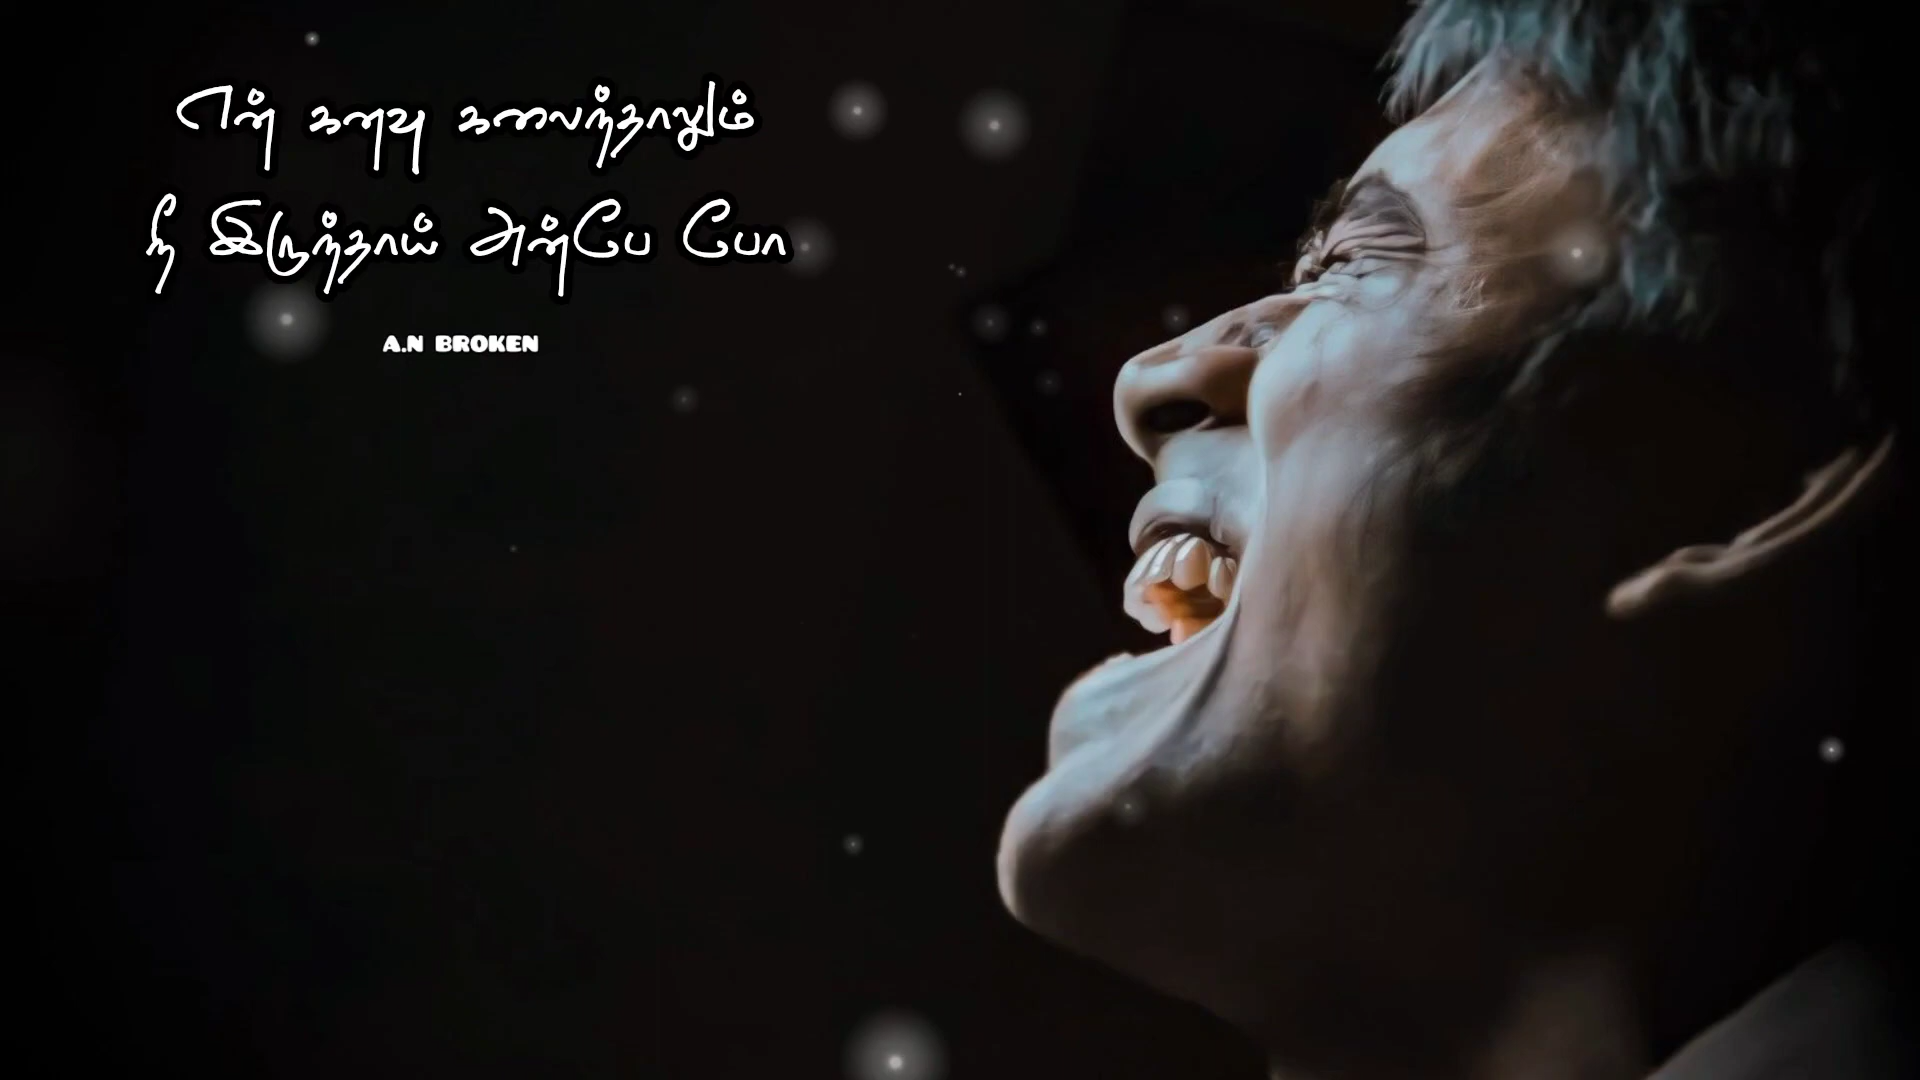 என் கனவு கலைந்தாலும்
நீ இருந்தாய் அன்பே போ
A.N BROKEN